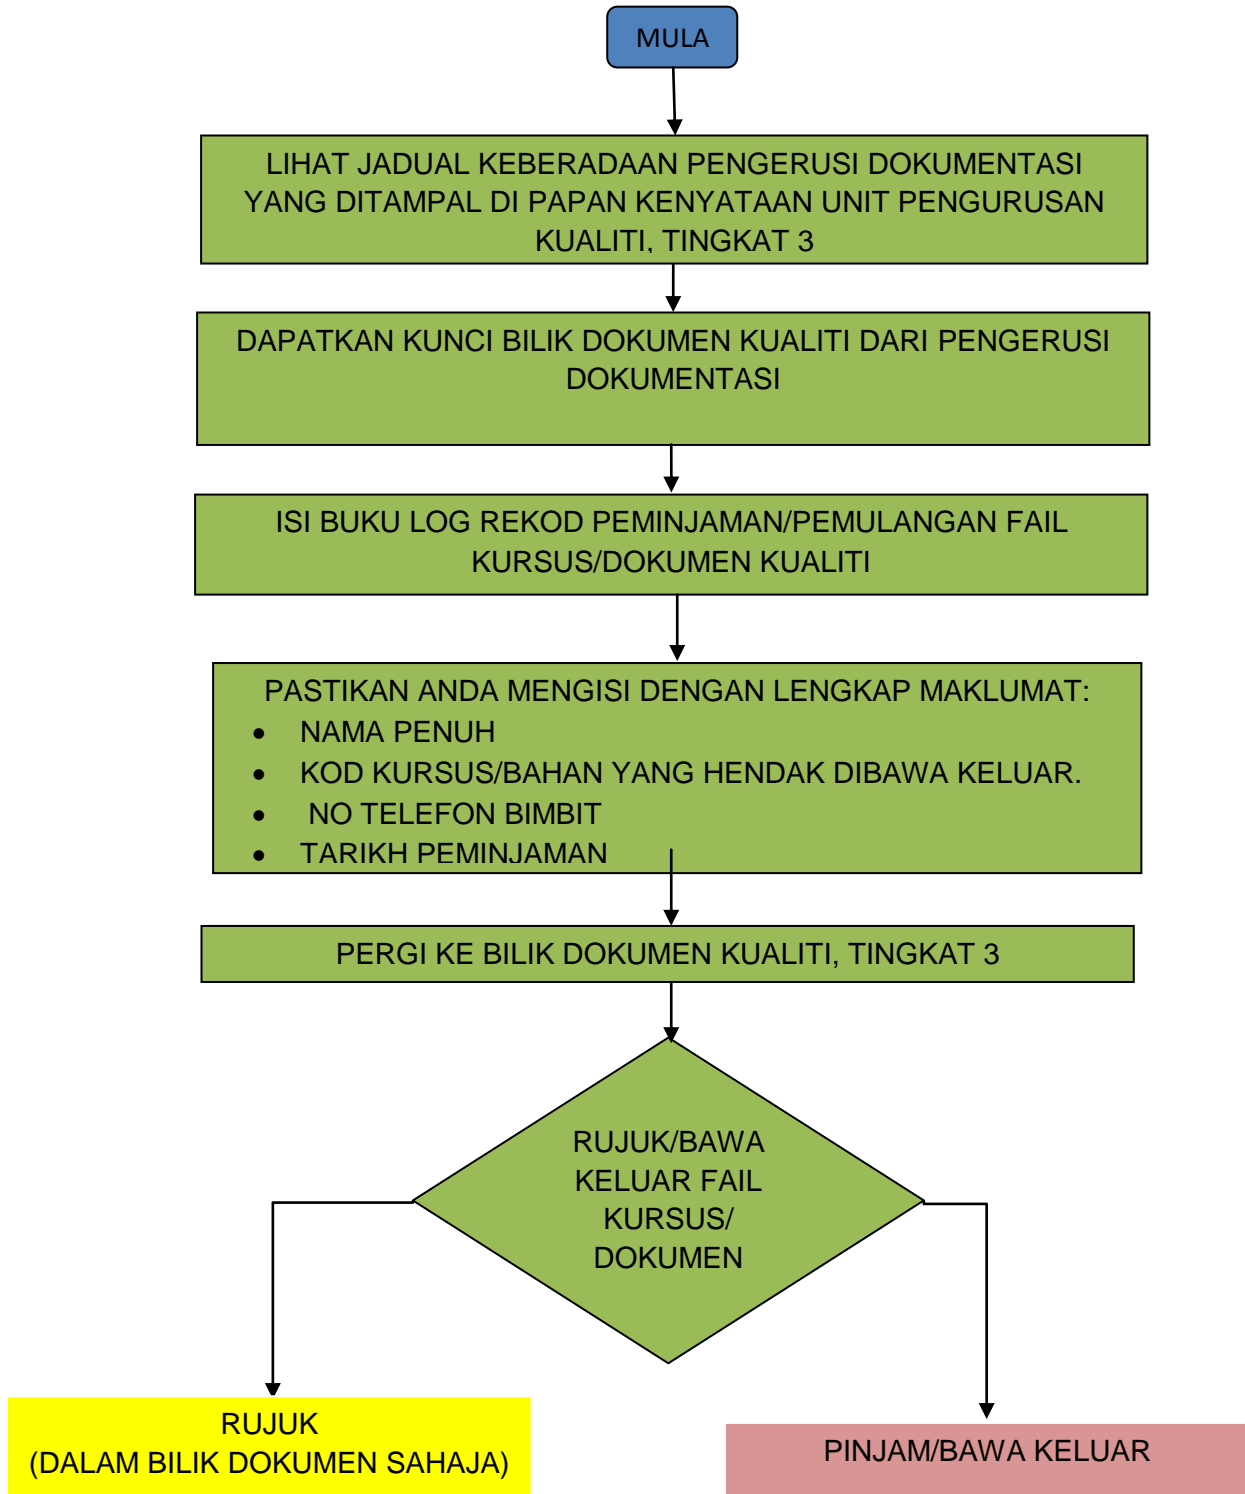 MULA
LIHAT JADUAL KEBERADAAN PENGERUSI DOKUMENTASI
YANG DITAMPAL DI PAPAN KENYATAAN UNIT PENGURUSAN
KUALITI, TINGKAT 3
DAPATKAN KUNCI BILIK DOKUMEN KUALITI DARI PENGERUSI
DOKUMENTASI
ISI BUKU LOG REKOD PEMINJAMAN/PEMULANGAN FAIL
KURSUS/DOKUMEN KUALITI
PASTIKAN ANDA MENGISI DENGAN LENGKAP MAKLUMAT:
• NAMA PENUH
• KOD KURSUS/BAHAN YANG HENDAK DIBAWA KELUAR.
• NO TELEFON BIMBIT
• TARIKH PEMINJAMAN
PERGI KE BILIK DOKUMEN KUALITI, TINGKAT 3
RUJUK/BAWA
KELUAR FAIL
KURSUS/
DOKUMEN
RUJUK
(DALAM BILIK DOKUMEN SAHAJA)
PINJAM/BAWA KELUAR